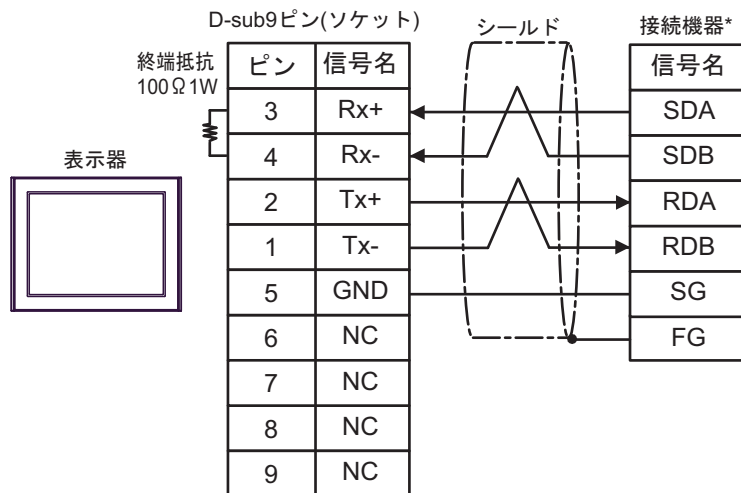 D-sub9ピン(ソケット)
シールド
接続機器*
終端抵抗
100Ω1W
表示器
ピン 信号名 信号名
3 Rx+ SDA
4 Rx- SDB
2 Tx+ RDA
1 Tx- RDB
5 GND SG
6 NC FG
7 NC
8 NC
9 NC